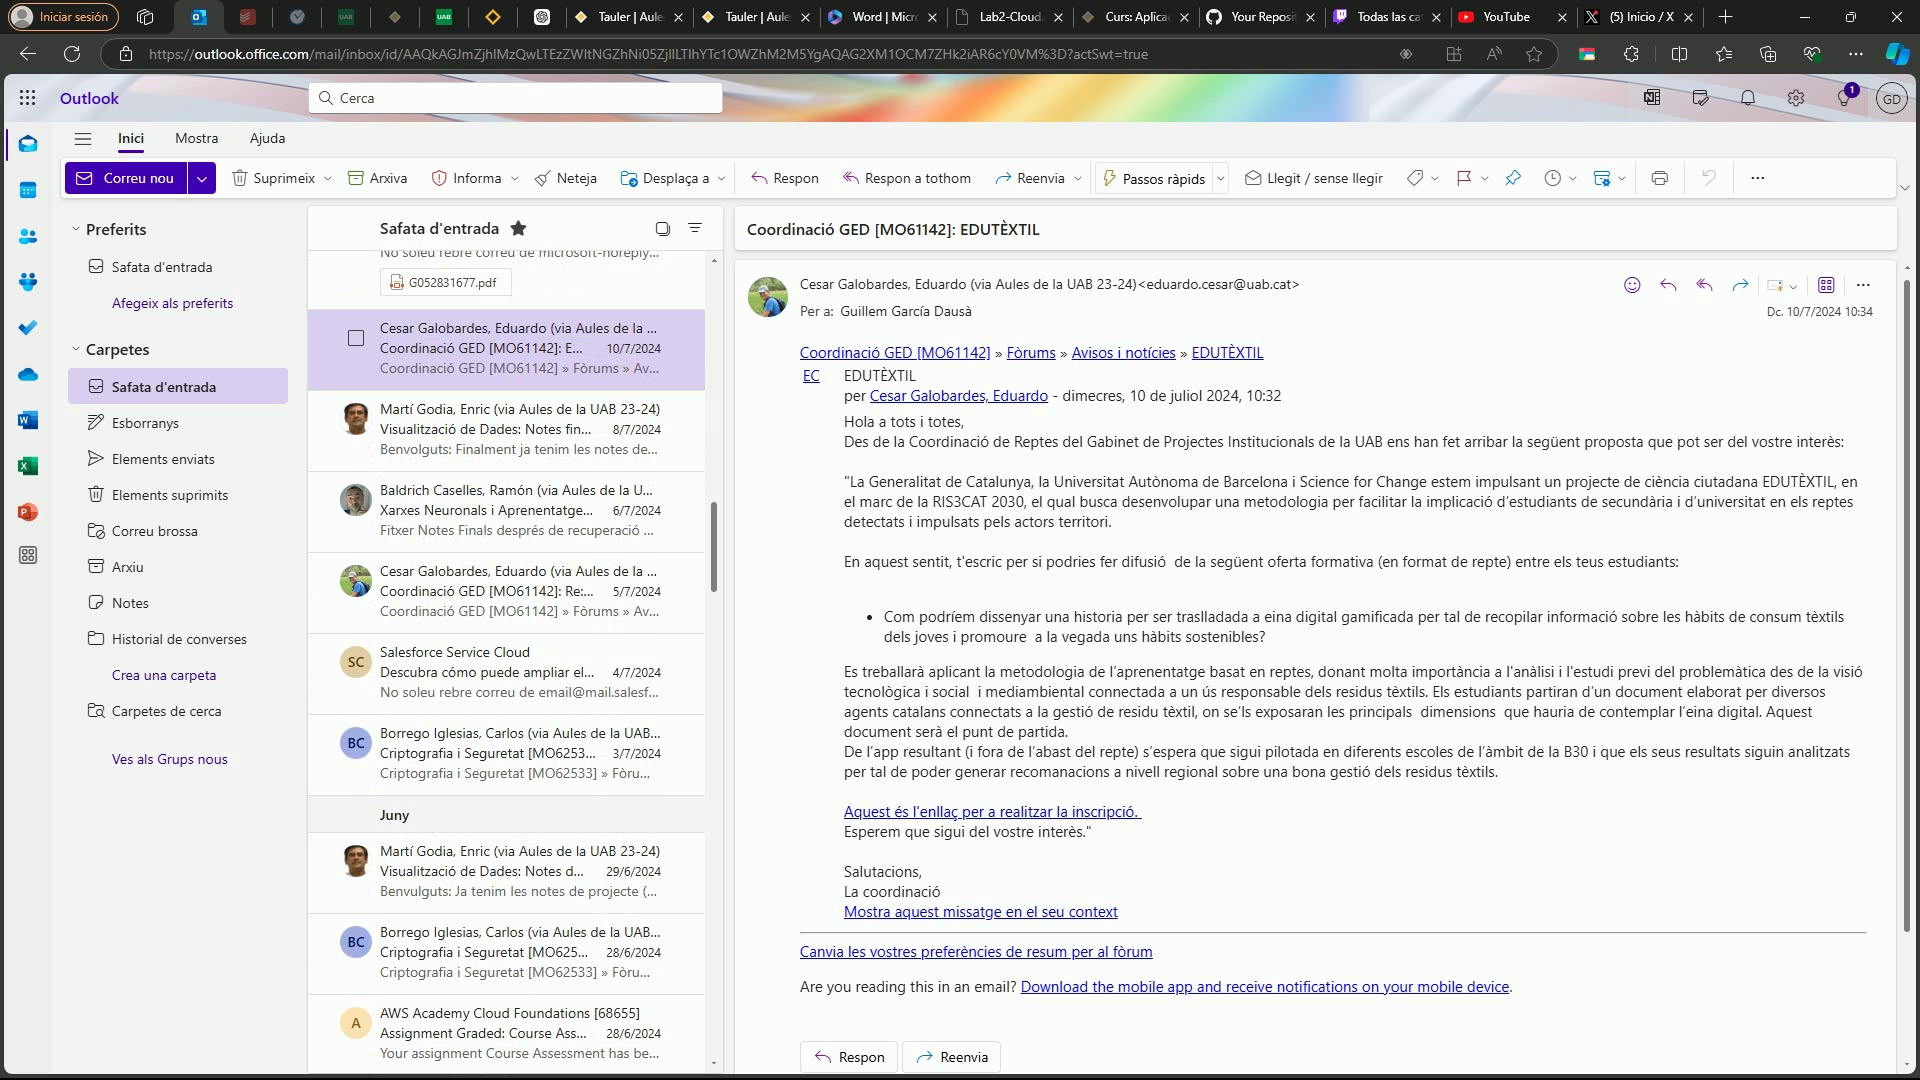 Iniciar sesión
Tauler | Aule
Tauler | Aule
Word | Micr
Lab2-Cloud
Curs: Aplica
Your Reposi
Todas las ca
YouTube
(5) Inicio / X
Outlook
Cerca
1
GD
Inici
Mostra
Ajuda
Correu nou
Suprimeix
Arxiva
Informa
Neteja
Desplaça a
Respon
Respon a tothom
Reenvia
Passos ràpids
Llegit / sense llegir
Preferits
Safata d'entrada
Afegeix als preferits
Carpetes
Safata d'entrada
Esborranys
Elements enviats
Elements suprimits
Correu brossa
Arxiu
Notes
Historial de converses
Crea una carpeta
Carpetes de cerca
Ves als Grups nous
Safata d'entrada
No soleu rebre correu de microsoft-noreply...
G052831677.pdf
Cesar Galobardes, Eduardo (via Aules de la ...
Coordinació GED [MO61142]: E... 10/7/2024
Coordinació GED [MO61142] » Fòrums » Av...
Martí Godia, Enric (via Aules de la UAB 23-24)
Visualització de Dades: Notes fin... 8/7/2024
Benvolguts: Finalment ja tenim les notes de...
Baldrich Caselles, Ramón (via Aules de la U...
Xarxes Neuronals i Aprenentatge... 6/7/2024
Fitxer Notes Finals després de recuperació ...
Cesar Galobardes, Eduardo (via Aules de la ...
Coordinació GED [MO61142]: Re:... 5/7/2024
Coordinació GED [MO61142] » Fòrums » Av...
SC
Salesforce Service Cloud
Descubra cómo puede ampliar el... 4/7/2024
No soleu rebre correu de email@mail.salesf...
BC
Borrego Iglesias, Carlos (via Aules de la UAB...
Criptografia i Seguretat [MO6253... 3/7/2024
Criptografia i Seguretat [MO62533] » Fòru...
Juny
Martí Godia, Enric (via Aules de la UAB 23-24)
Visualització de Dades: Notes d... 29/6/2024
Benvulguts: Ja tenim les notes de projecte (...
BC
Borrego Iglesias, Carlos (via Aules de la UAB...
Criptografia i Seguretat [MO625... 28/6/2024
Criptografia i Seguretat [MO62533] » Fòru...
A
AWS Academy Cloud Foundations [68655]
Assignment Graded: Course Ass... 28/6/2024
Your assignment Course Assessment has be...
Coordinació GED [MO61142]: EDUTÈXTIL
Cesar Galobardes, Eduardo (via Aules de la UAB 23-24)<eduardo.cesar@uab.cat>
Per a: Guillem García Dausà
Dc. 10/7/2024 10:34
Coordinació GED [MO61142] » Fòrums » Avisos i notícies » EDUTÈXTIL
EC
EDUTÈXTIL
per Cesar Galobardes, Eduardo - dimecres, 10 de juliol 2024, 10:32
Hola a tots i totes,
Des de la Coordinació de Reptes del Gabinet de Projectes Institucionals de la UAB ens han fet arribar la següent proposta que pot ser del vostre interès:
"La Generalitat de Catalunya, la Universitat Autònoma de Barcelona i Science for Change estem impulsant un projecte de ciència ciutadana EDUTÈXTIL, en
el marc de la RIS3CAT 2030, el qual busca desenvolupar una metodologia per facilitar la implicació d’estudiants de secundària i d’universitat en els reptes
detectats i impulsats pels actors territori.
En aquest sentit, t'escric per si podries fer difusió  de la següent oferta formativa (en format de repte) entre els teus estudiants:
• Com podríem dissenyar una historia per ser traslladada a eina digital gamificada per tal de recopilar informació sobre les hàbits de consum tèxtils
dels joves i promoure  a la vegada uns hàbits sostenibles?
Es treballarà aplicant la metodologia de l’aprenentatge basat en reptes, donant molta importància a l'anàlisi i l'estudi previ del problemàtica des de la visió
tecnològica i social  i mediambiental connectada a un ús responsable dels residus tèxtils. Els estudiants partiran d’un document elaborat per diversos
agents catalans connectats a la gestió de residu tèxtil, on se’ls exposaran les principals  dimensions  que hauria de contemplar l’eina digital. Aquest
document serà el punt de partida.
De l’app resultant (i fora de l’abast del repte) s’espera que sigui pilotada en diferents escoles de l’àmbit de la B30 i que els seus resultats siguin analitzats
per tal de poder generar recomanacions a nivell regional sobre una bona gestió dels residus tèxtils.
Aquest és l'enllaç per a realitzar la inscripció.
Esperem que sigui del vostre interès."
Salutacions,
La coordinació
Mostra aquest missatge en el seu context
Canvia les vostres preferències de resum per al fòrum
Are you reading this in an email? Download the mobile app and receive notifications on your mobile device.
Respon
Reenvia